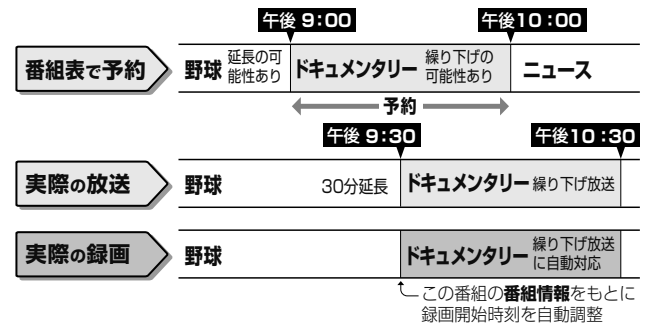 午後 9:00
午後10:00
番組表で予約
野球
延長の可
能性あり
ドキュメンタリー
繰り下げの
可能性あり
ニュース
予約
午後 9:30
午後10:30
実際の放送
野球
30分延長
ドキュメンタリー
繰り下げ放送
実際の録画
野球
ドキュメンタリー
繰り下げ放送
に自動対応
この番組の番組情報をもとに
録画開始時刻を自動調整